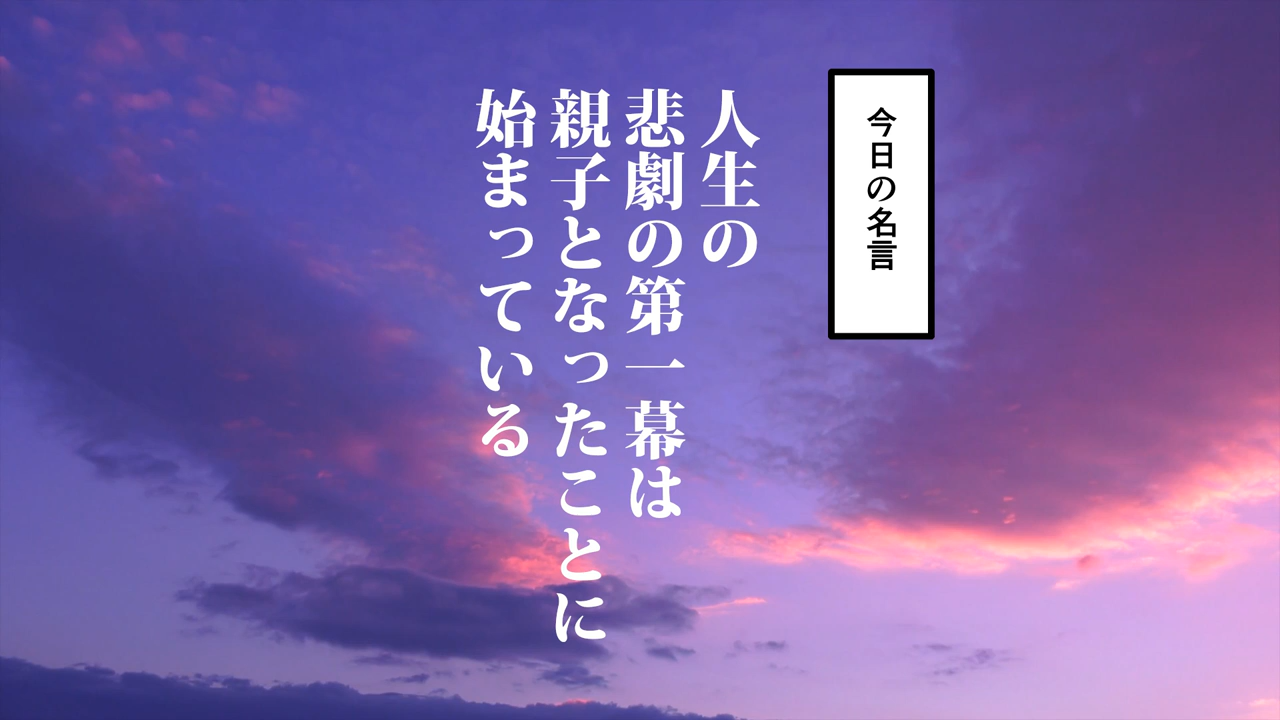 今日の名言
人生の
悲劇の第一幕は
親子となったことに
始まっている